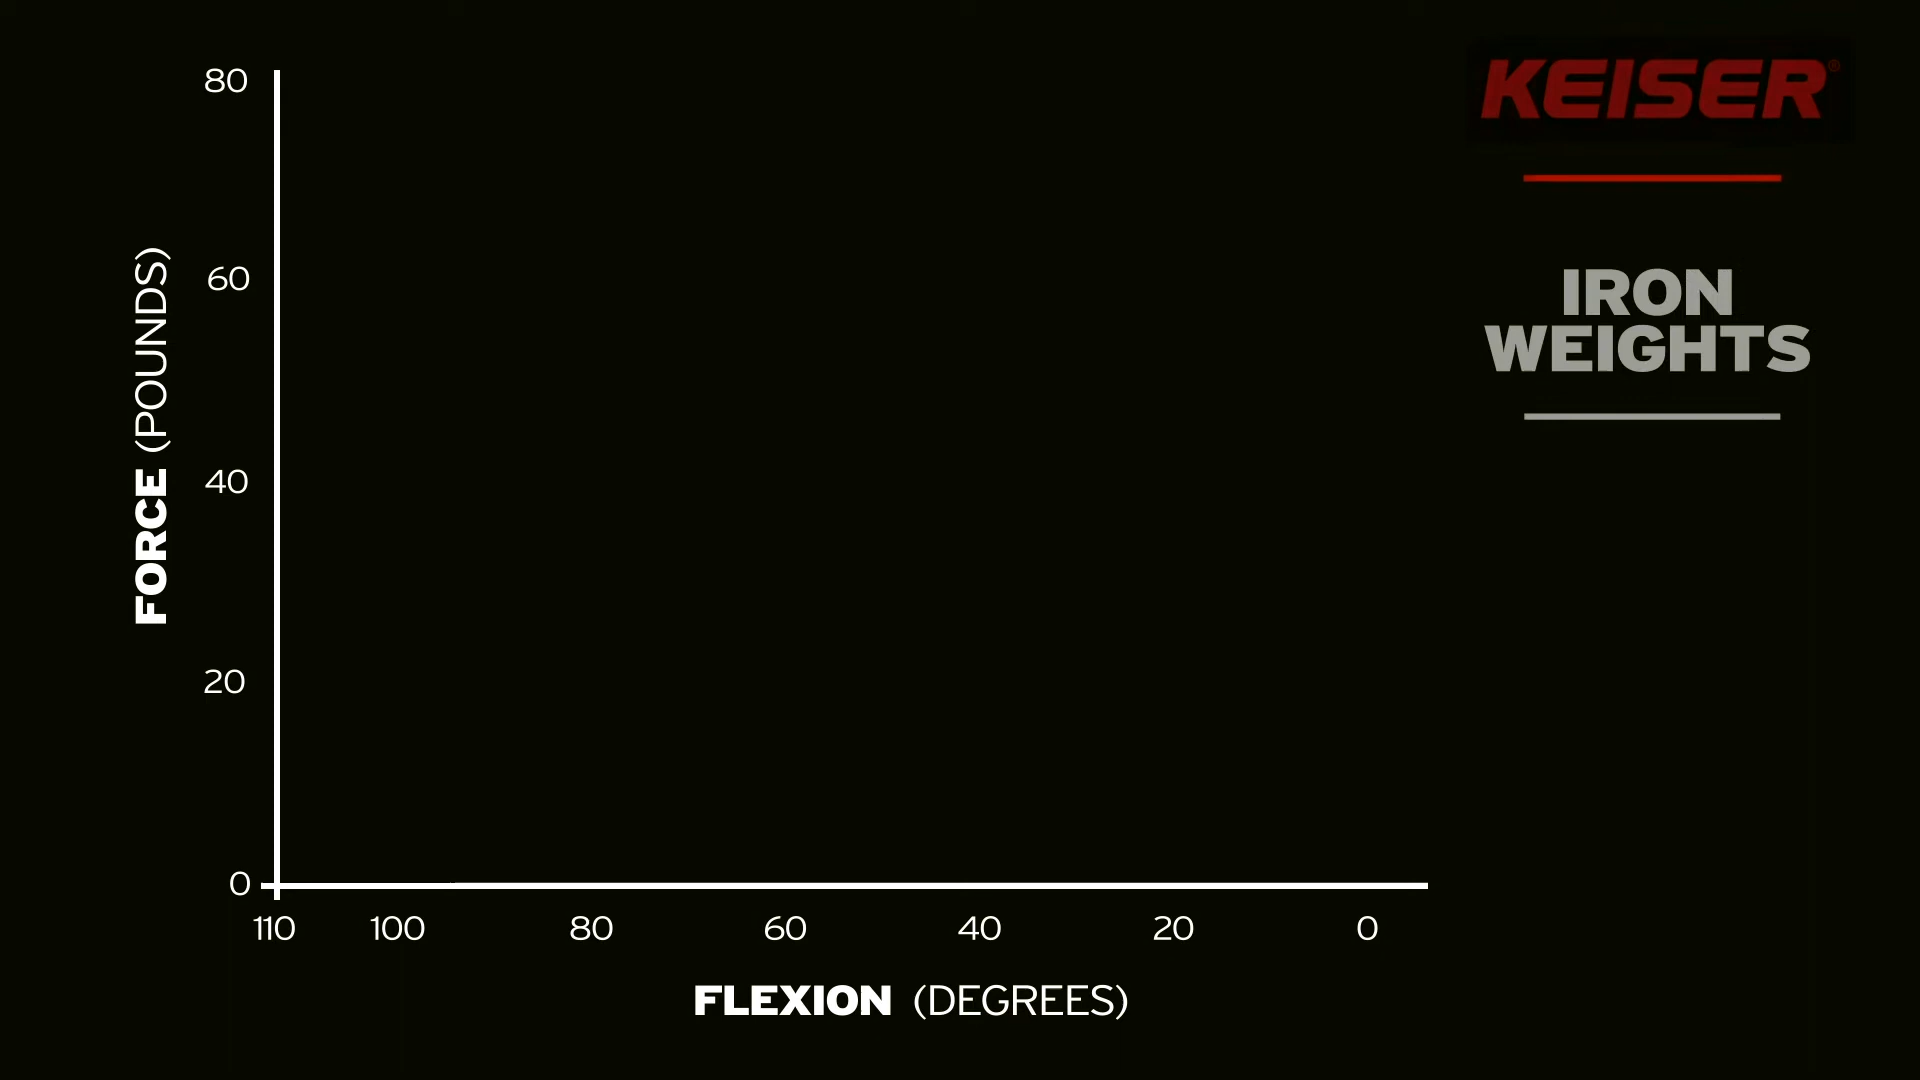 KEISER®
IRON
WEIGHTS
FORCE (POUNDS)
80
60
40
20
0
110 100 80 60 40 20 0
FLEXION (DEGREES)